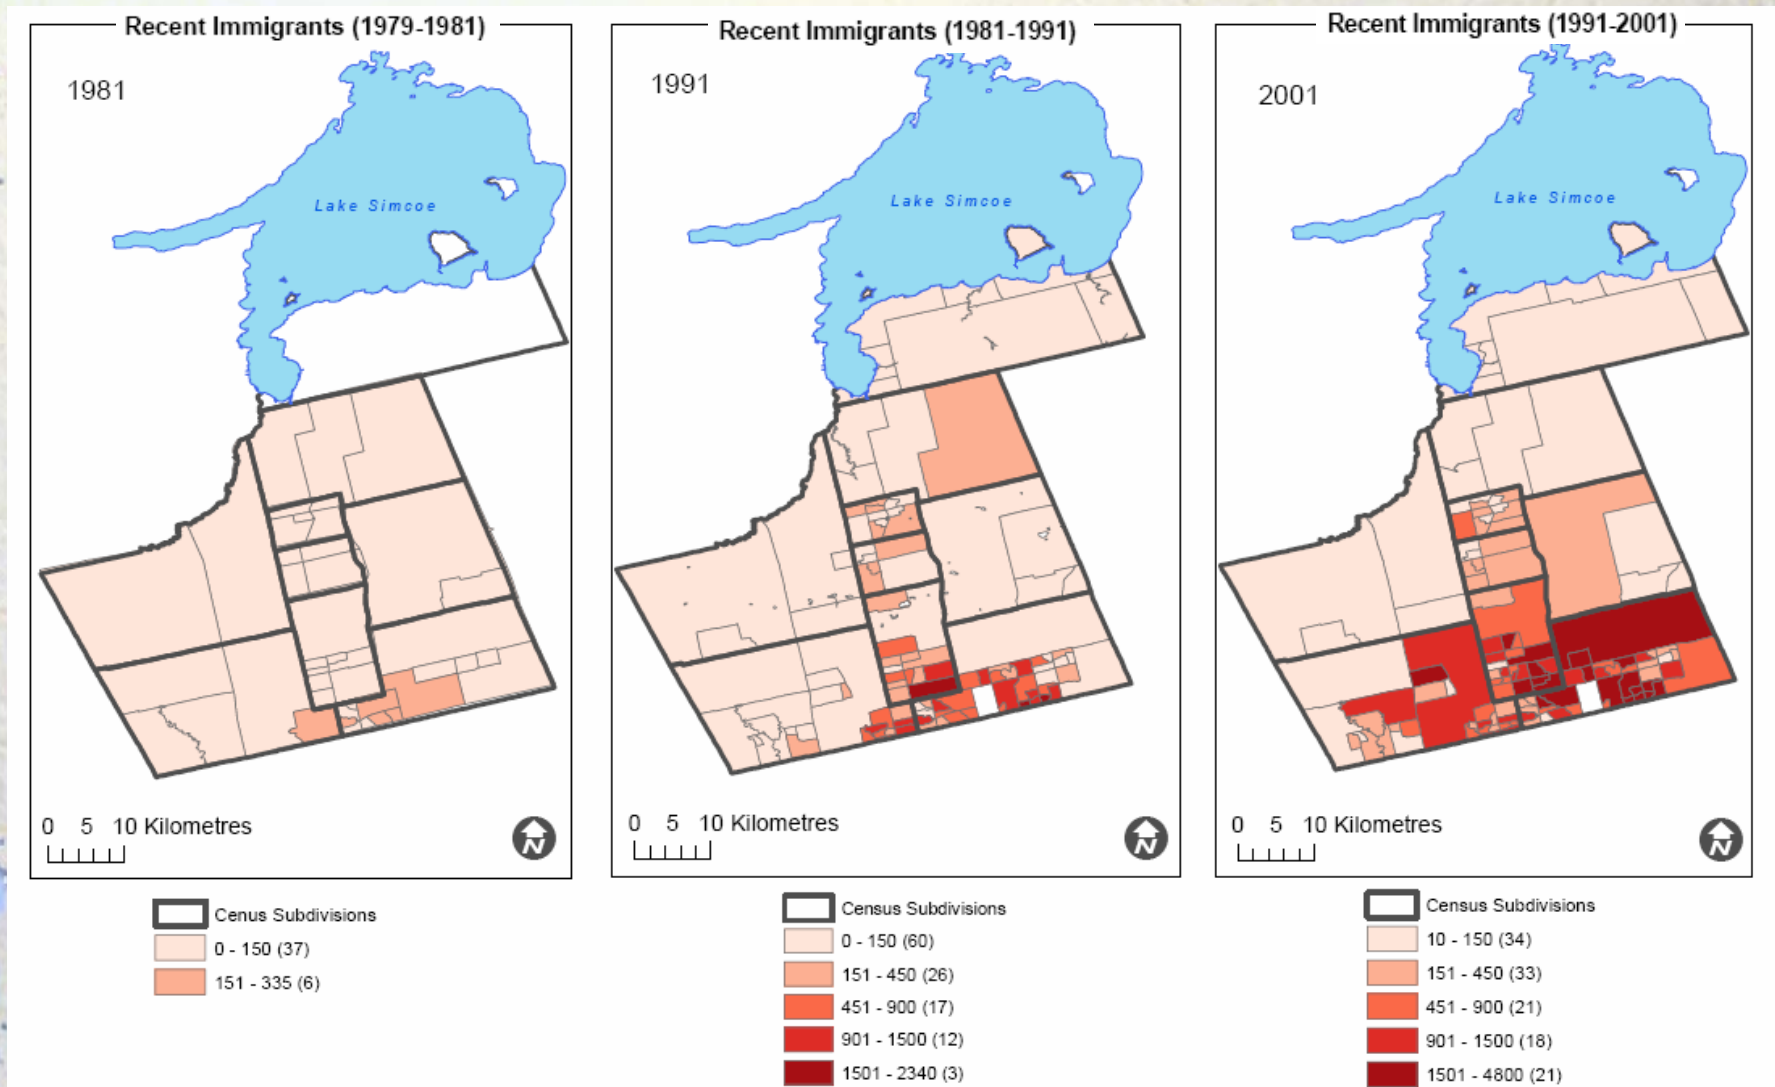 Recent Immigrants (1979-1981)
1981
Lake Simcoe
0 5 10 Kilometres
N
Cenus Subdivisions
0 - 150 (37)
151 - 335 (6)
Recent Immigrants (1981-1991)
1991
Lake Simcoe
0 5 10 Kilometres
N
Census Subdivisions
0 - 150 (60)
151 - 450 (26)
451 - 900 (17)
901 - 1500 (12)
1501 - 2340 (3)
Recent Immigrants (1991-2001)
2001
Lake Simcoe
0 5 10 Kilometres
N
Census Subdivisions
10 - 150 (34)
151 - 450 (33)
451 - 900 (21)
901 - 1500 (18)
1501 - 4800 (21)